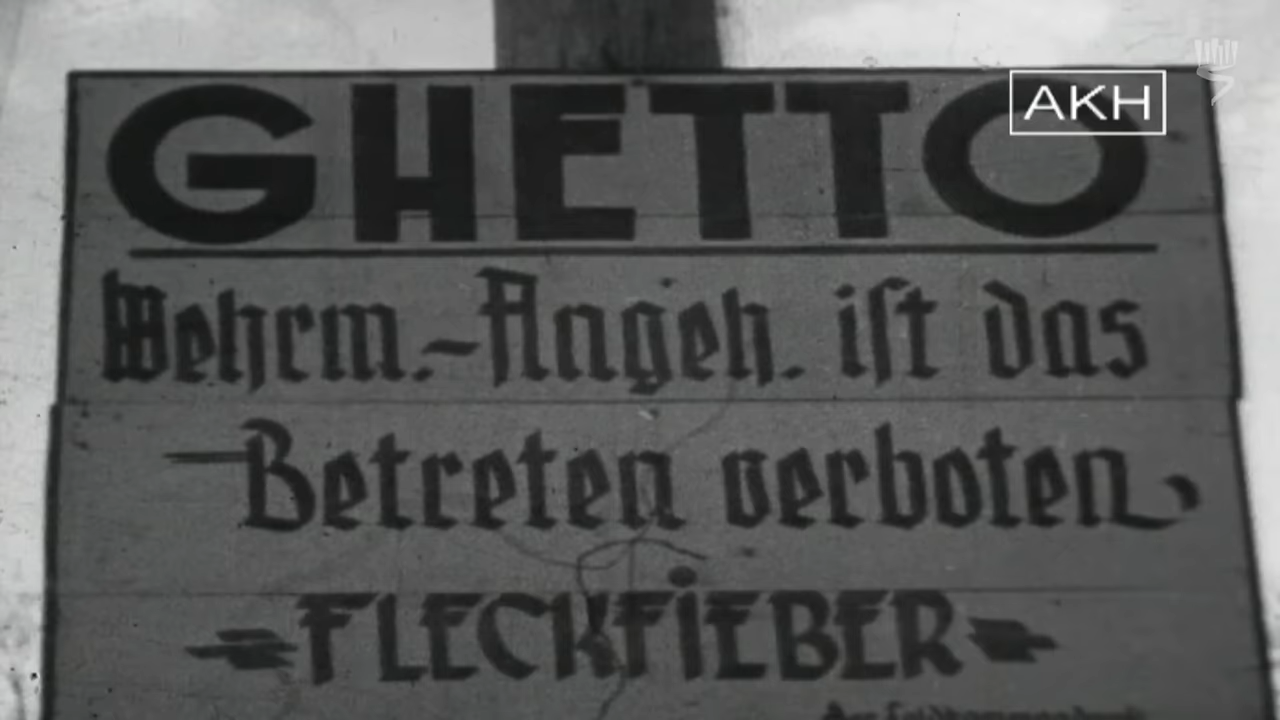 AKH
GHETTO
Wehrm.-Angeh. ist das
Betreten verboten
FLECKFIEBER